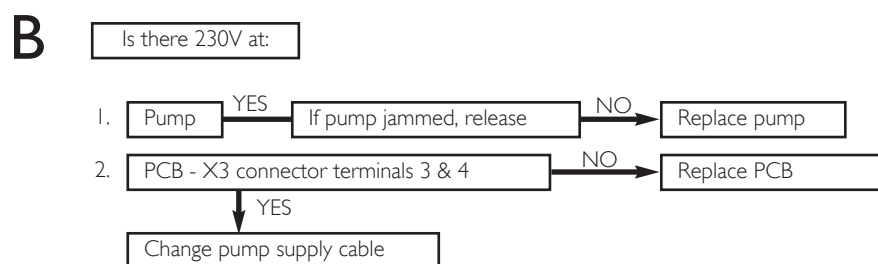 B
Is there 230V at:
1. Pump YES If pump jammed, release NO Replace pump
2. PCB - X3 connector terminals 3 & 4 NO Replace PCB
YES
Change pump supply cable